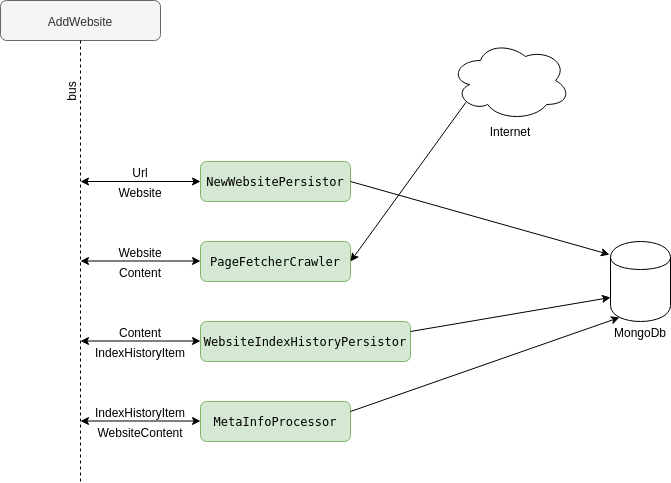 AddWebsite
bus
Internet
Url
Website
NewWebsitePersistor
Website
Content
PageFetcherCrawler
Content
IndexHistoryItem
WebsiteIndexHistoryPersistor
MongoDb
IndexHistoryItem
WebsiteContent
MetaInfoProcessor